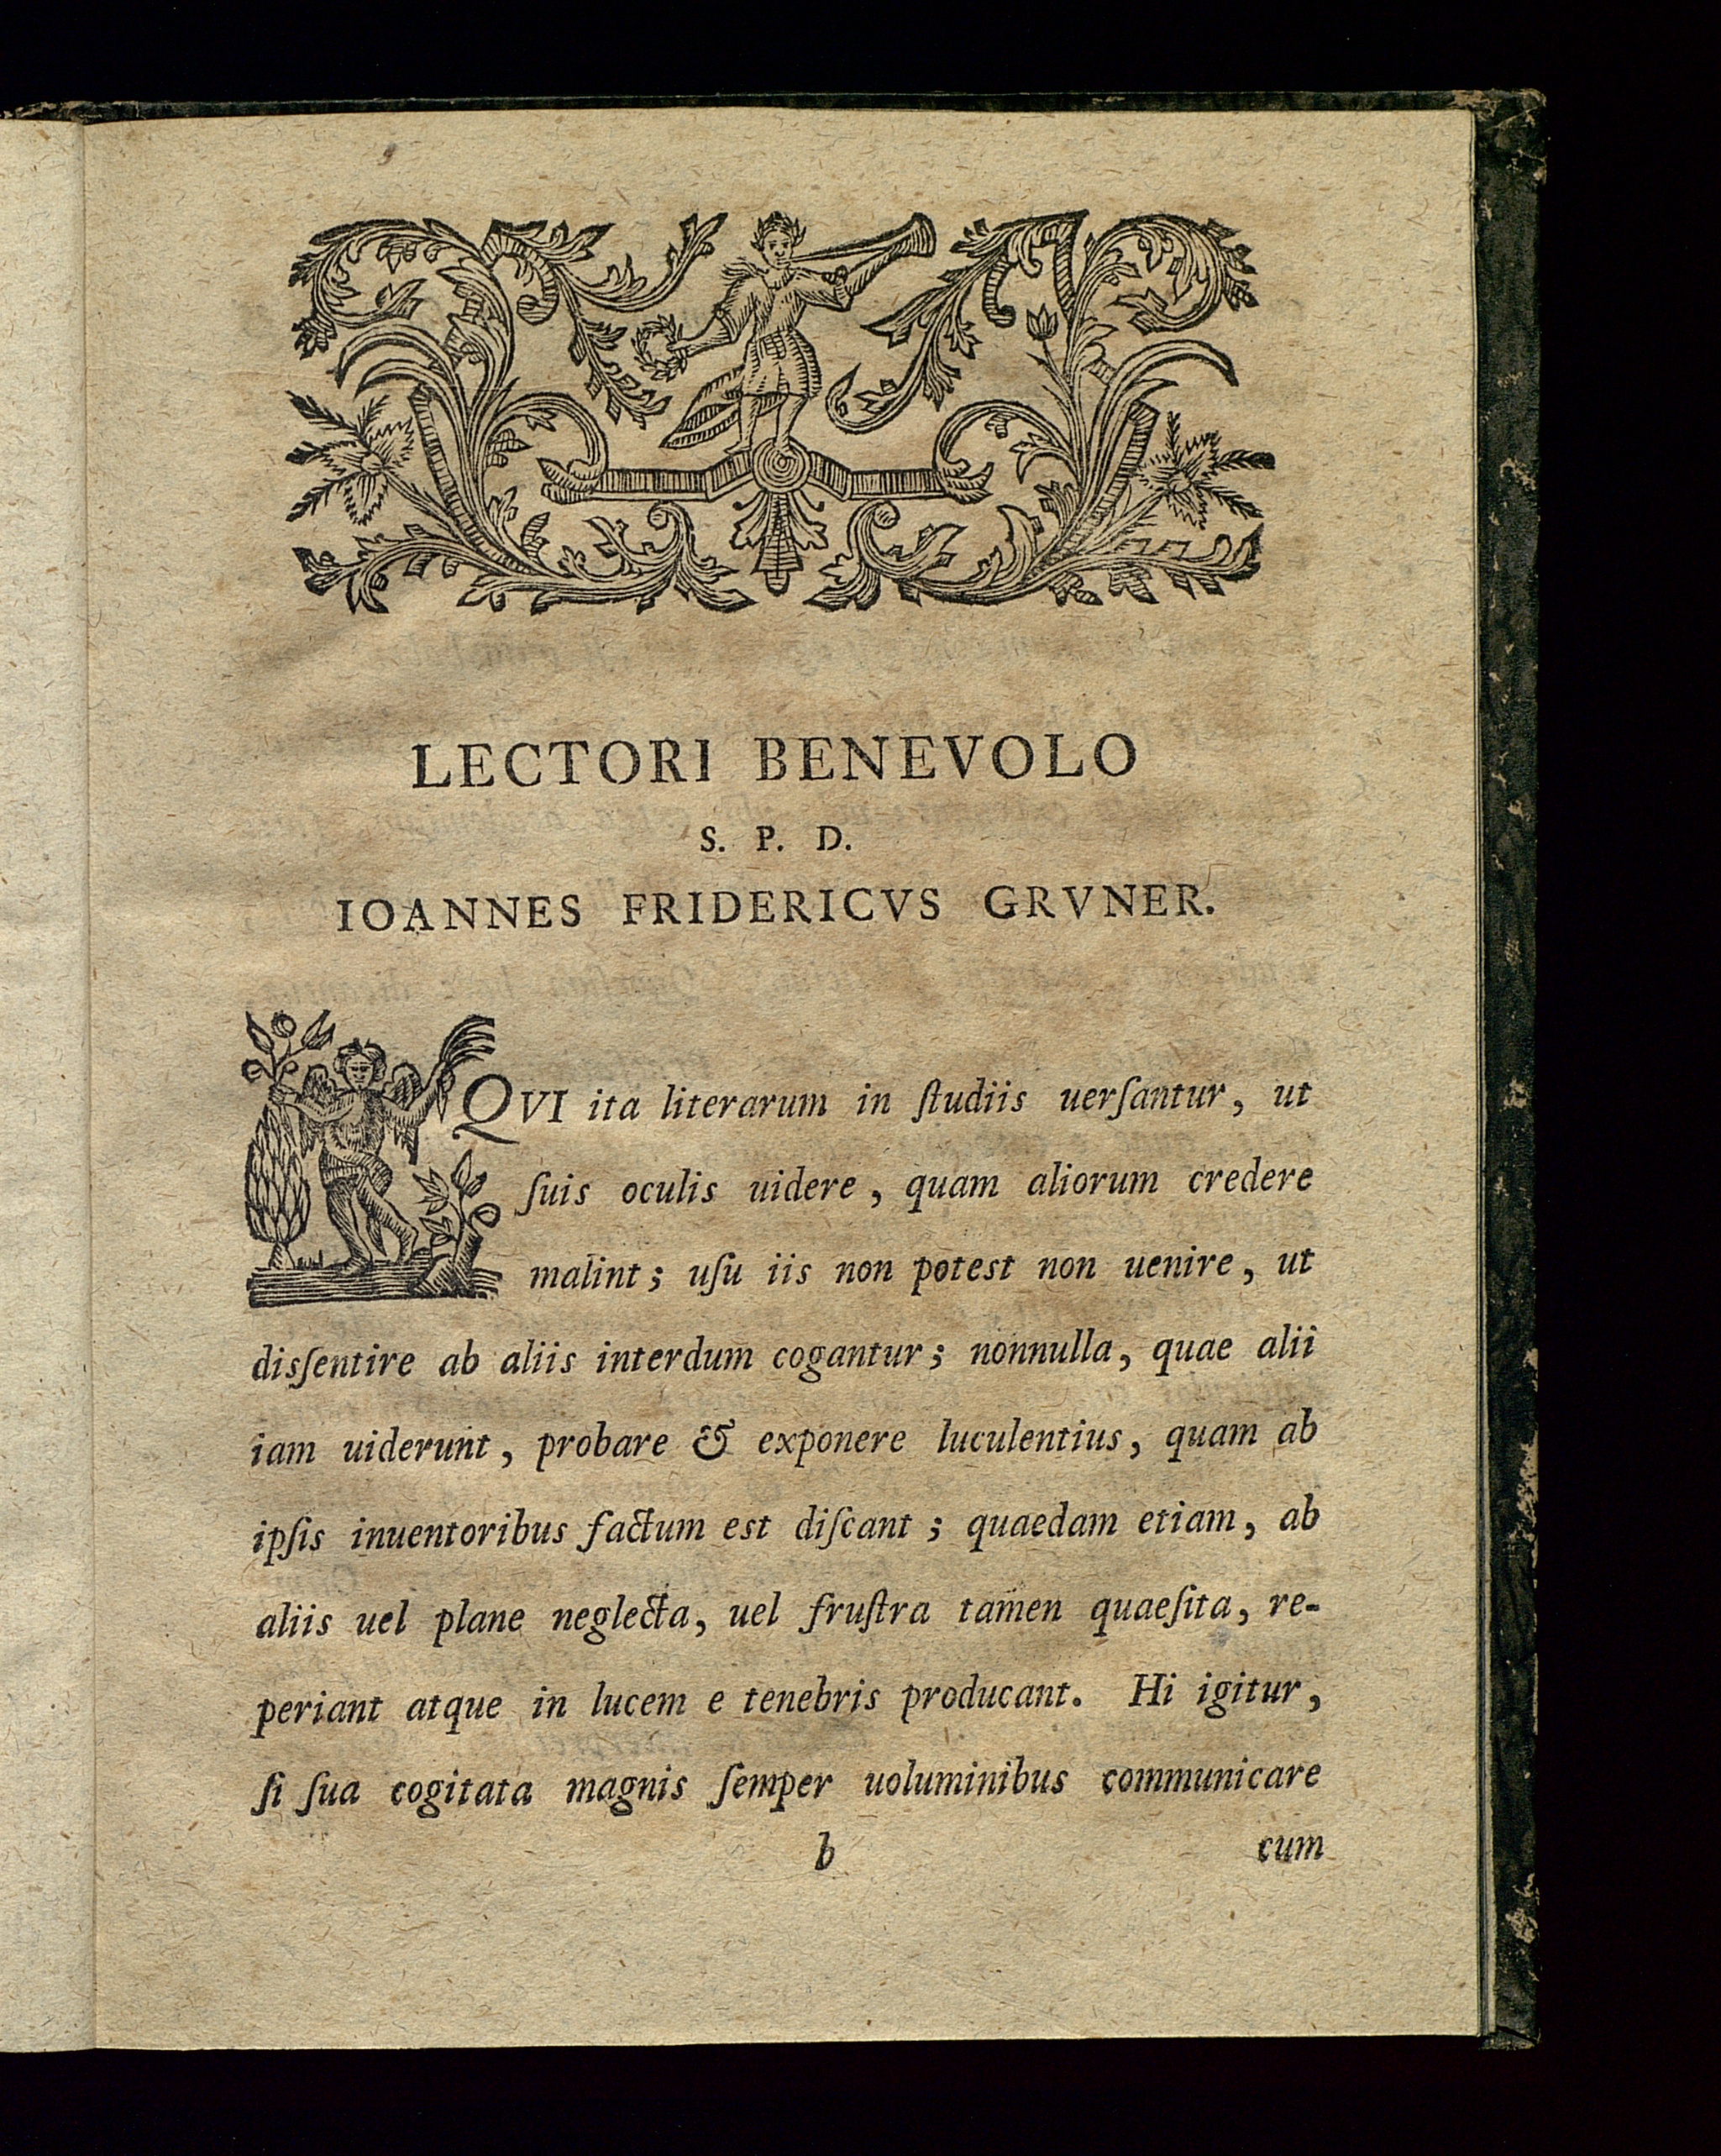 LECTORI BENEVOLO
S. P. D.
IOANNES FRIDERICVS GRVNER.
QVI ita literarum in ſtudiis uerſantur, ut
ſuis oculis uidere, quam aliorum credere
malint; uſu iis non potest non uenire, ut
disſentire ab aliis interdum cogantur; nonnulla, quae alii
iam uiderunt, probare & exponere luculentius, quam ab
ipſis inuentoribus factum est diſcant; quaedam etiam, ab
aliis uel plane neglecta, uel fruſtra tamen quaeſita, re-
periant atque in lucem e tenebris producant. Hi igitur,
ſi ſua cogitata magnis ſemper uoluminibus communicare
b cum